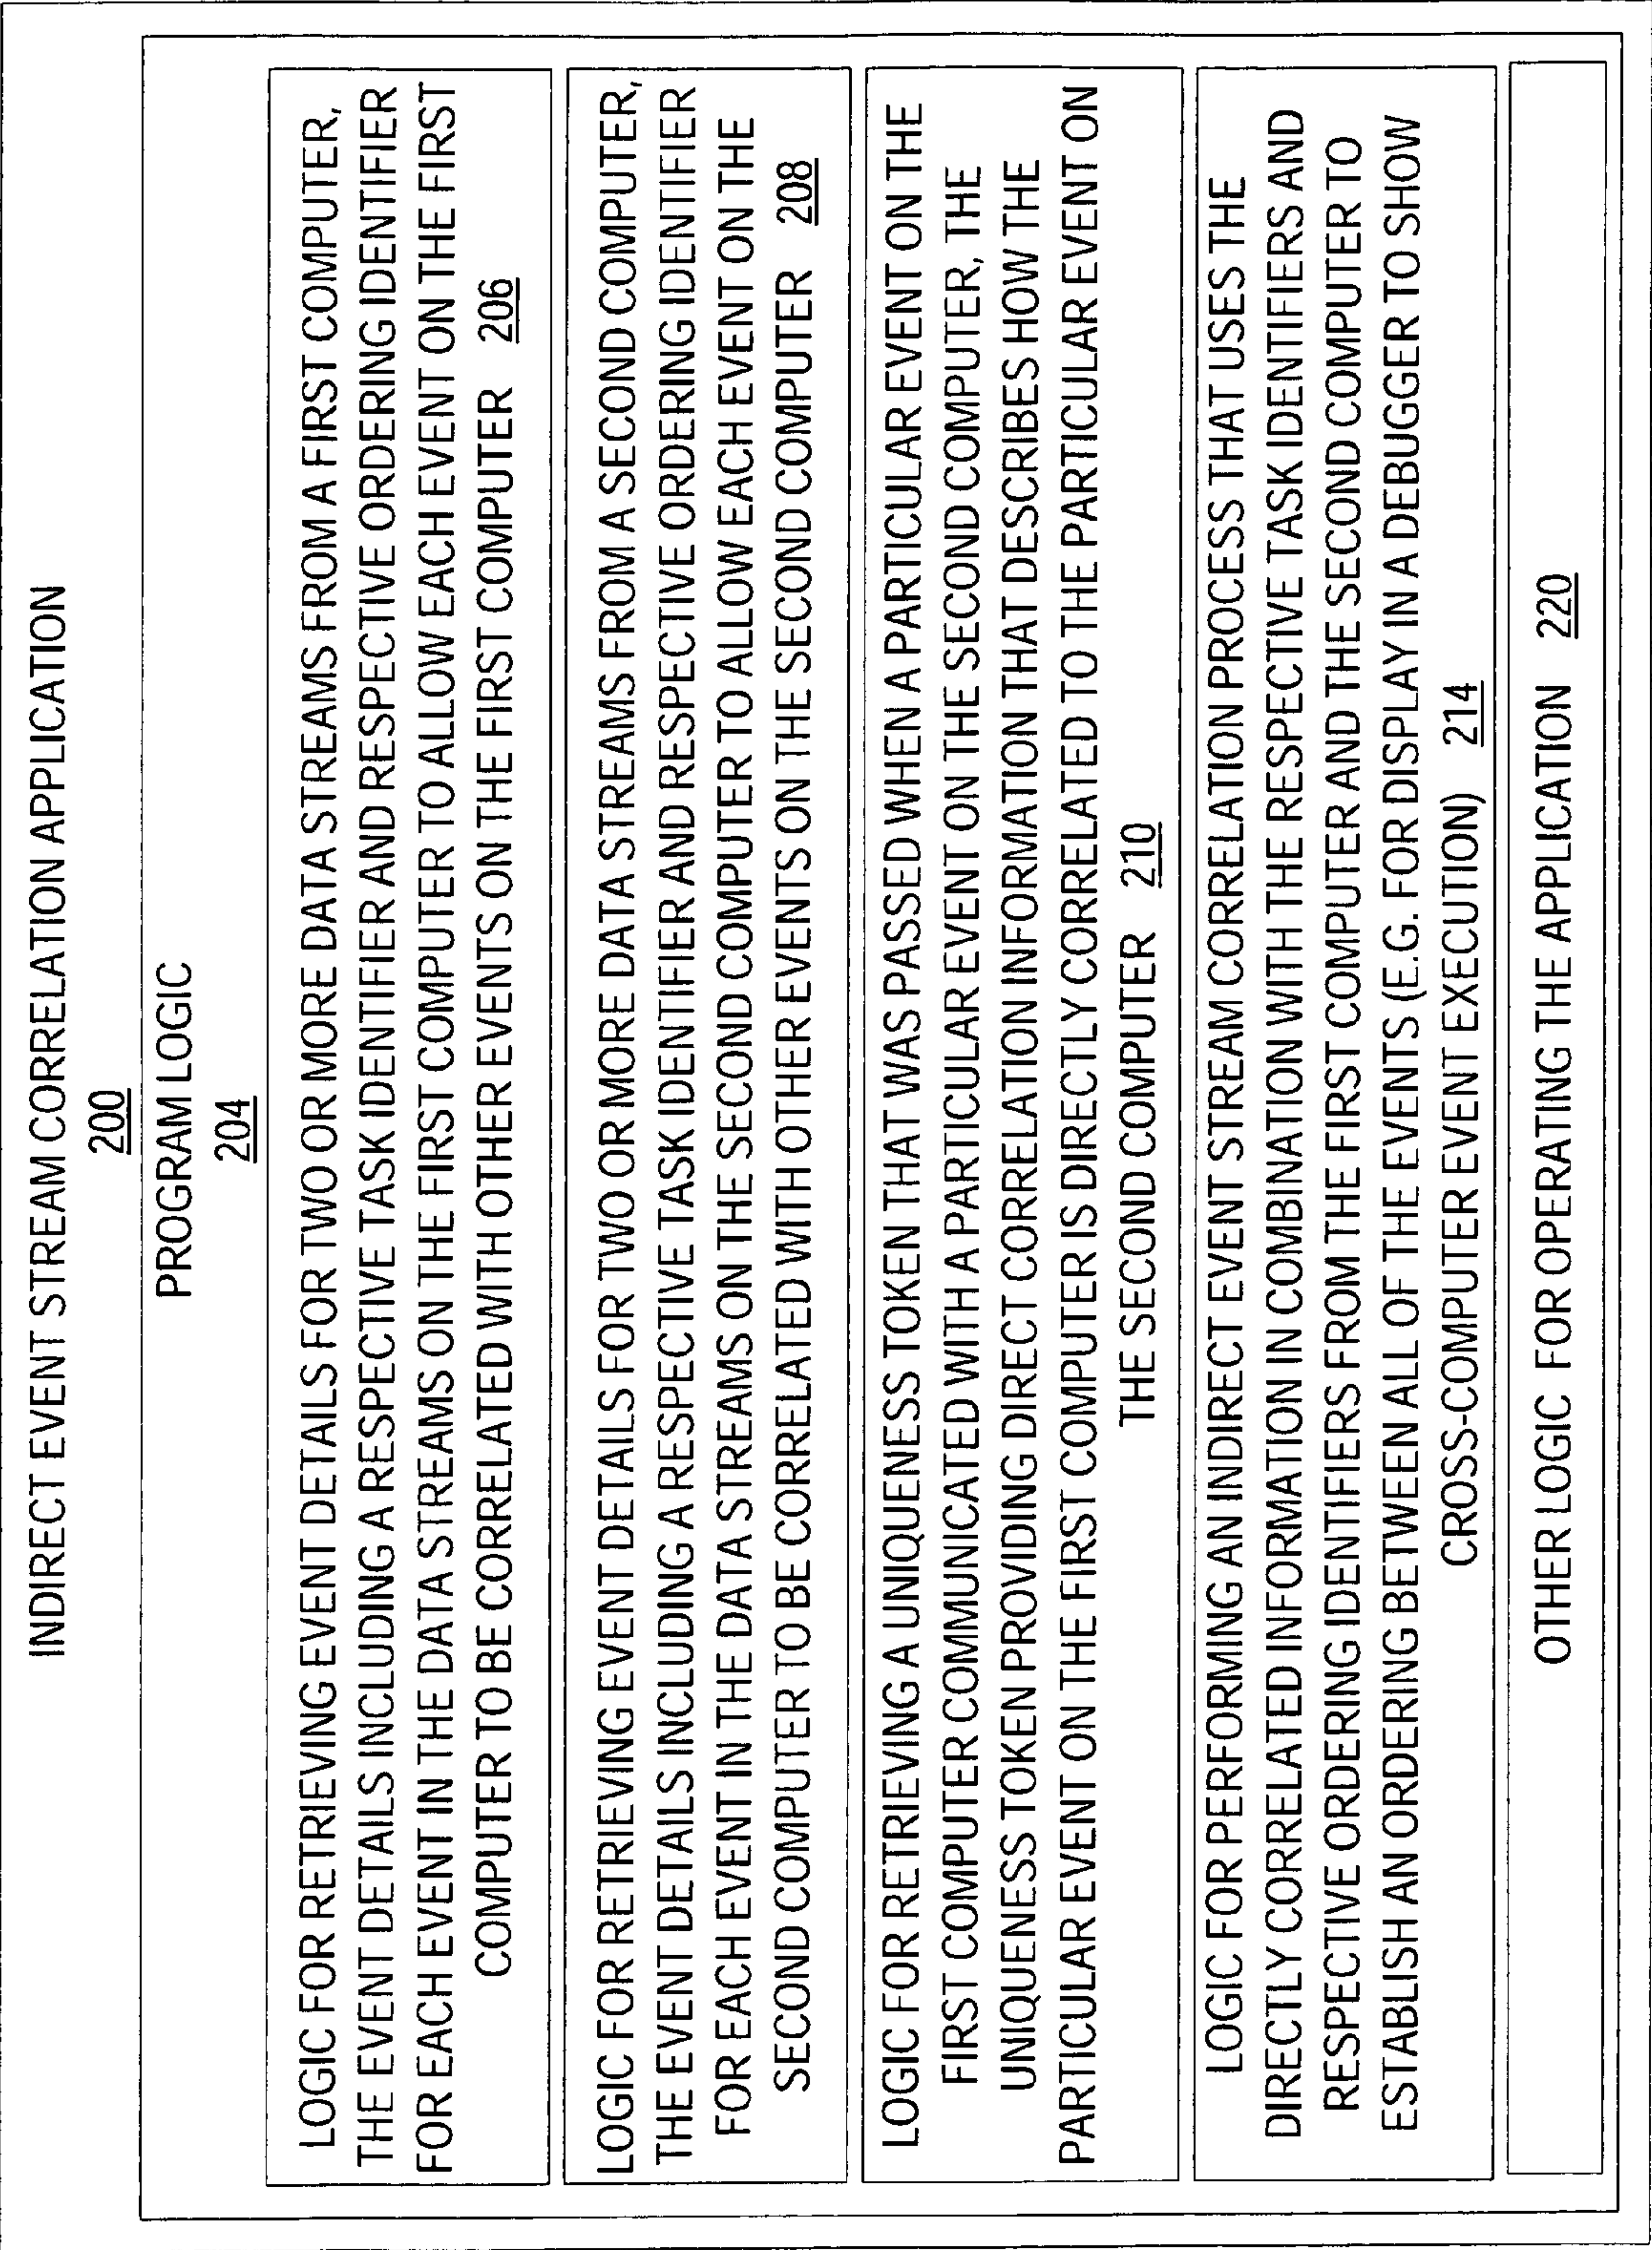 INDIRECT EVENT STREAM CORRELATION APPLICATION
200
PROGRAM LOGIC
204
LOGIC FOR RETRIEVING EVENT DETAILS FOR TWO OR MORE DATA STREAMS FROM A FIRST COMPUTER,
THE EVENT DETAILS INCLUDING A RESPECTIVE TASK IDENTIFIER AND RESPECTIVE ORDERING IDENTIFIER
FOR EACH EVENT IN THE DATA STREAMS ON THE FIRST COMPUTER TO ALLOW EACH EVENT ON THE FIRST
COMPUTER TO BE CORRELATED WITH OTHER EVENTS ON THE FIRST COMPUTER 206
LOGIC FOR RETRIEVING EVENT DETAILS FOR TWO OR MORE DATA STREAMS FROM A SECOND COMPUTER,
THE EVENT DETAILS INCLUDING A RESPECTIVE TASK IDENTIFIER AND RESPECTIVE ORDERING IDENTIFIER
FOR EACH EVENT IN THE DATA STREAMS ON THE SECOND COMPUTER TO ALLOW EACH EVENT ON THE
SECOND COMPUTER TO BE CORRELATED WITH OTHER EVENTS ON THE SECOND COMPUTER 208
LOGIC FOR RETRIEVING A UNIQUENESS TOKEN THAT WAS PASSED WHEN A PARTICULAR EVENT ON THE
FIRST COMPUTER COMMUNICATED WITH A PARTICULAR EVENT ON THE SECOND COMPUTER, THE
UNIQUENESS TOKEN PROVIDING DIRECT CORRELATION INFORMATION THAT DESCRIBES HOW THE
PARTICULAR EVENT ON THE FIRST COMPUTER IS DIRECTLY CORRELATED TO THE PARTICULAR EVENT ON
THE SECOND COMPUTER 210
LOGIC FOR PERFORMING AN INDIRECT EVENT STREAM CORRELATION PROCESS THAT USES THE
DIRECTLY CORRELATED INFORMATION IN COMBINATION WITH THE RESPECTIVE TASK IDENTIFIERS AND
RESPECTIVE ORDERING IDENTIFIERS FROM THE FIRST COMPUTER AND THE SECOND COMPUTER TO
ESTABLISH AN ORDERING BETWEEN ALL OF THE EVENTS (E.G. FOR DISPLAY IN A DEBUGGER TO SHOW
CROSS-COMPUTER EVENT EXECUTION) 214
OTHER LOGIC FOR OPERATING THE APPLICATION 220